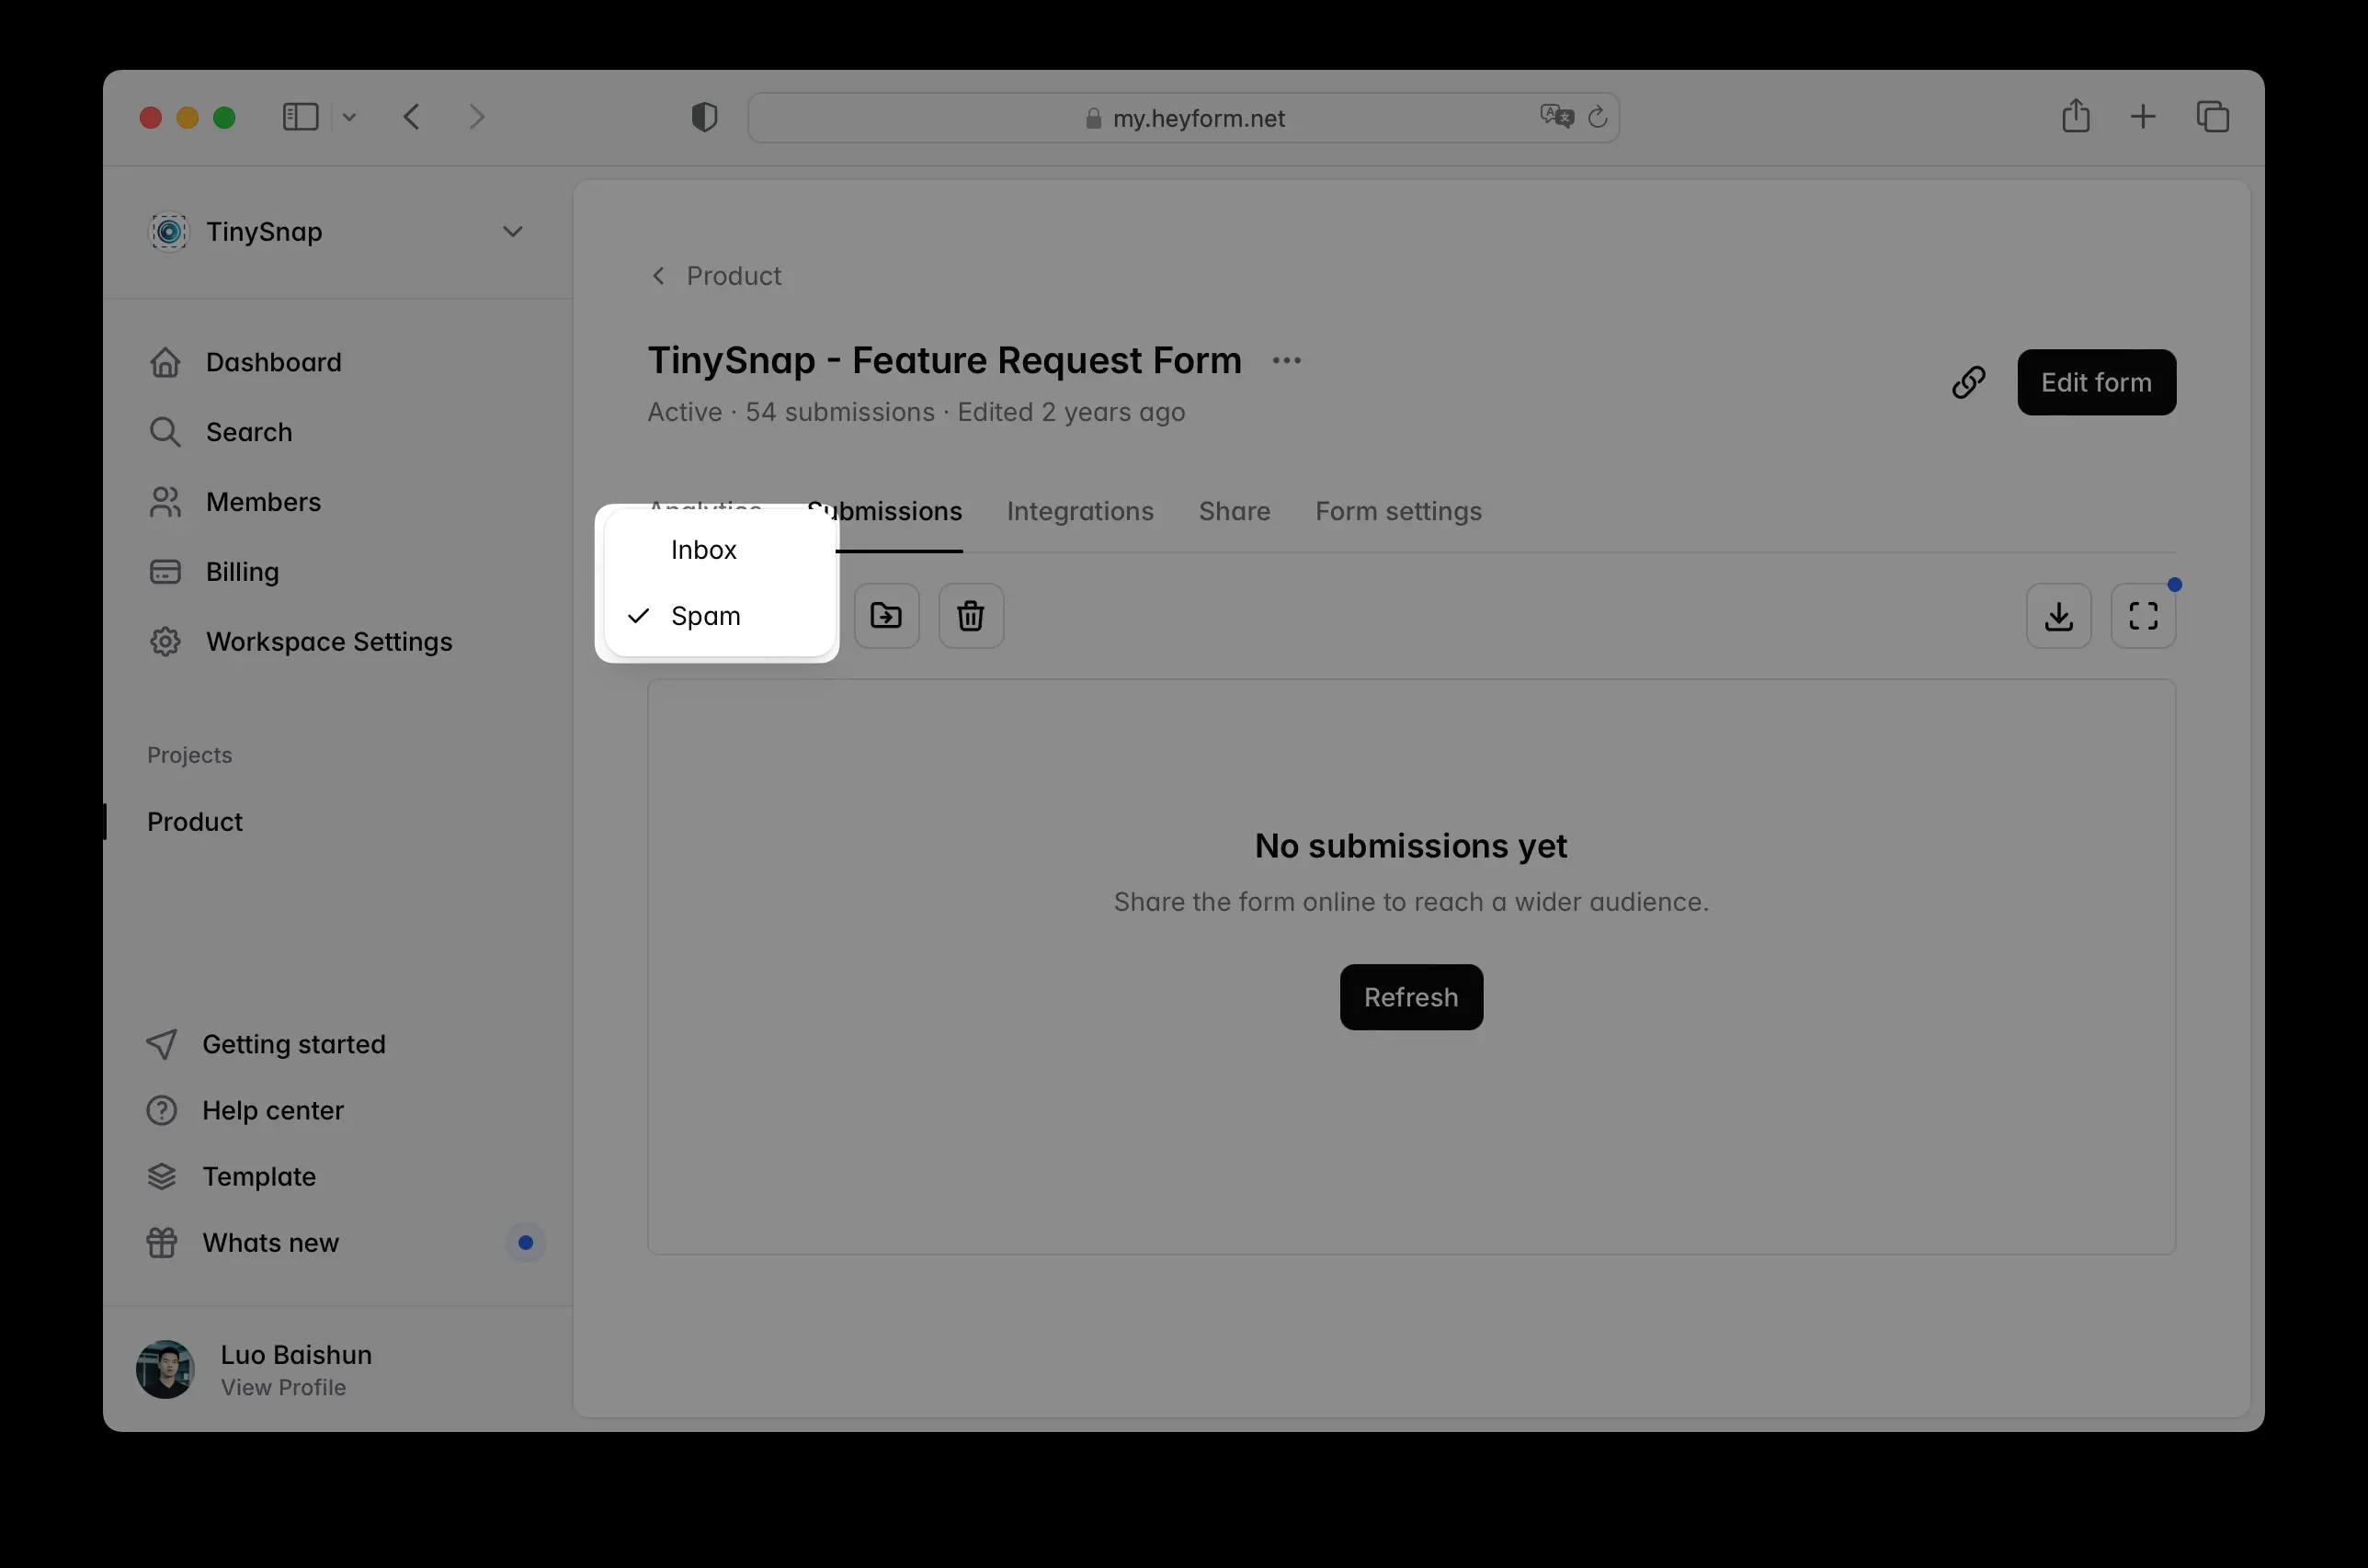 my.heyform.net
TinySnap
Dashboard
Search
Members
Billing
Workspace Settings
Projects
Product
Getting started
Help center
Template
Whats new
Luo Baishun
View Profile
Product
TinySnap - Feature Request Form
Active · 54 submissions · Edited 2 years ago
Edit form
Analytics Submissions Integrations Share Form settings
Inbox
Spam
No submissions yet
Share the form online to reach a wider audience.
Refresh